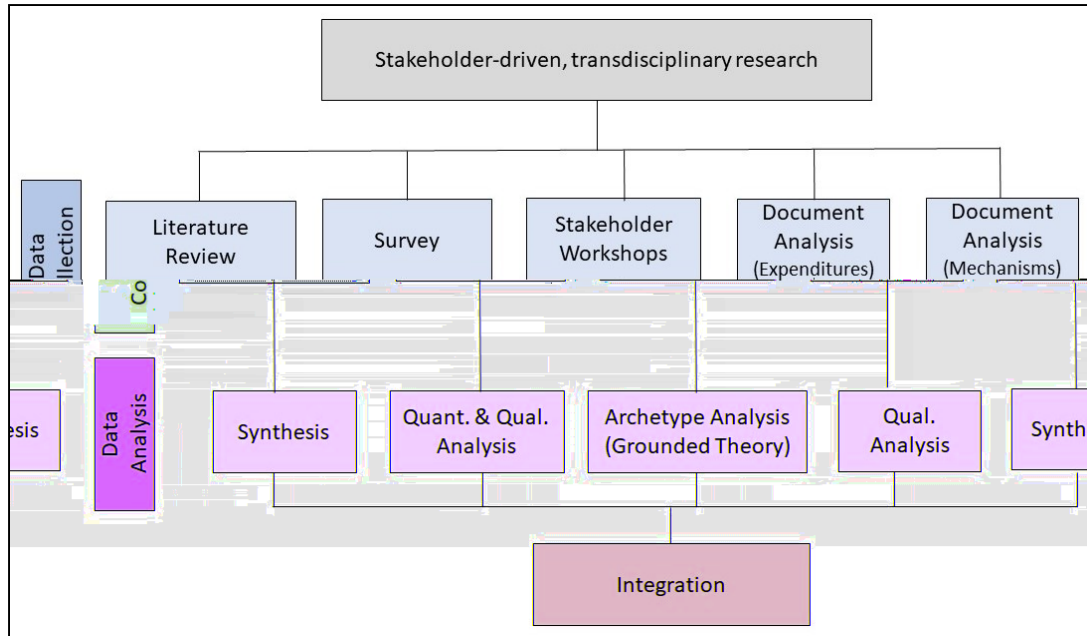 Stakeholder-driven, transdisciplinary research
Data
llection
Co
Literature
Review
Survey
Stakeholder
Workshops
Document
Analysis
(Expenditures)
Document
Analysis
(Mechanisms)
esis
Data
Analysis
Synthesis
Quant. & Qual.
Analysis
Archetype Analysis
(Grounded Theory)
Qual.
Analysis
Synth
Integration